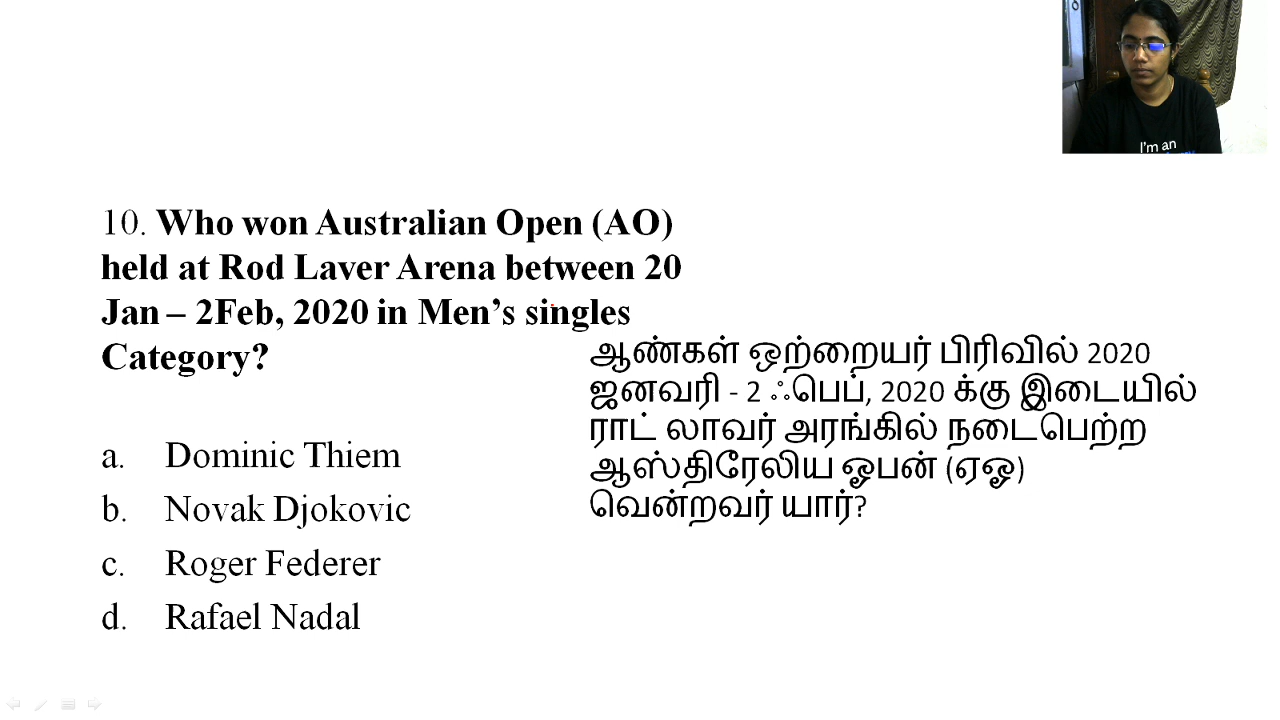 I'm an
10. Who won Australian Open (AO)
held at Rod Laver Arena between 20
Jan – 2Feb, 2020 in Men’s singles
Category?
a. Dominic Thiem
b. Novak Djokovic
c. Roger Federer
d. Rafael Nadal
ஆண்கள் ஒற்றையர் பிரிவில் 2020
ஜனவரி - 2 ஃபெப், 2020 க்கு இடையில்
ராட் லாவர் அரங்கில் நடைபெற்ற
ஆஸ்திரேலிய ஓபன் (ஏஓ)
வென்றவர் யார்?